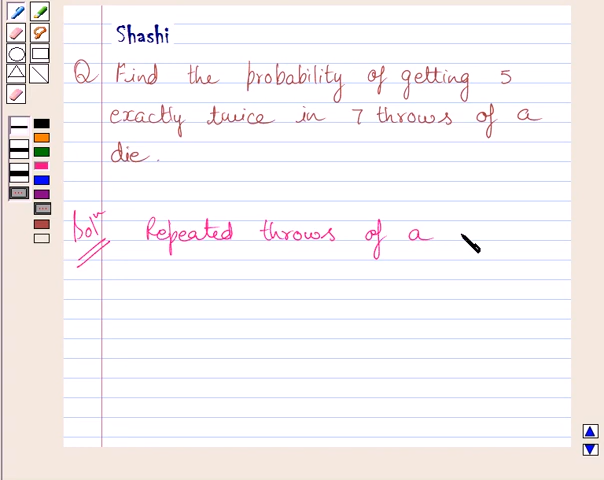 Shashi
Q Find the probability of getting 5
exactly twice in 7 throws of a
die.
Solⁿ Repeated throws of a